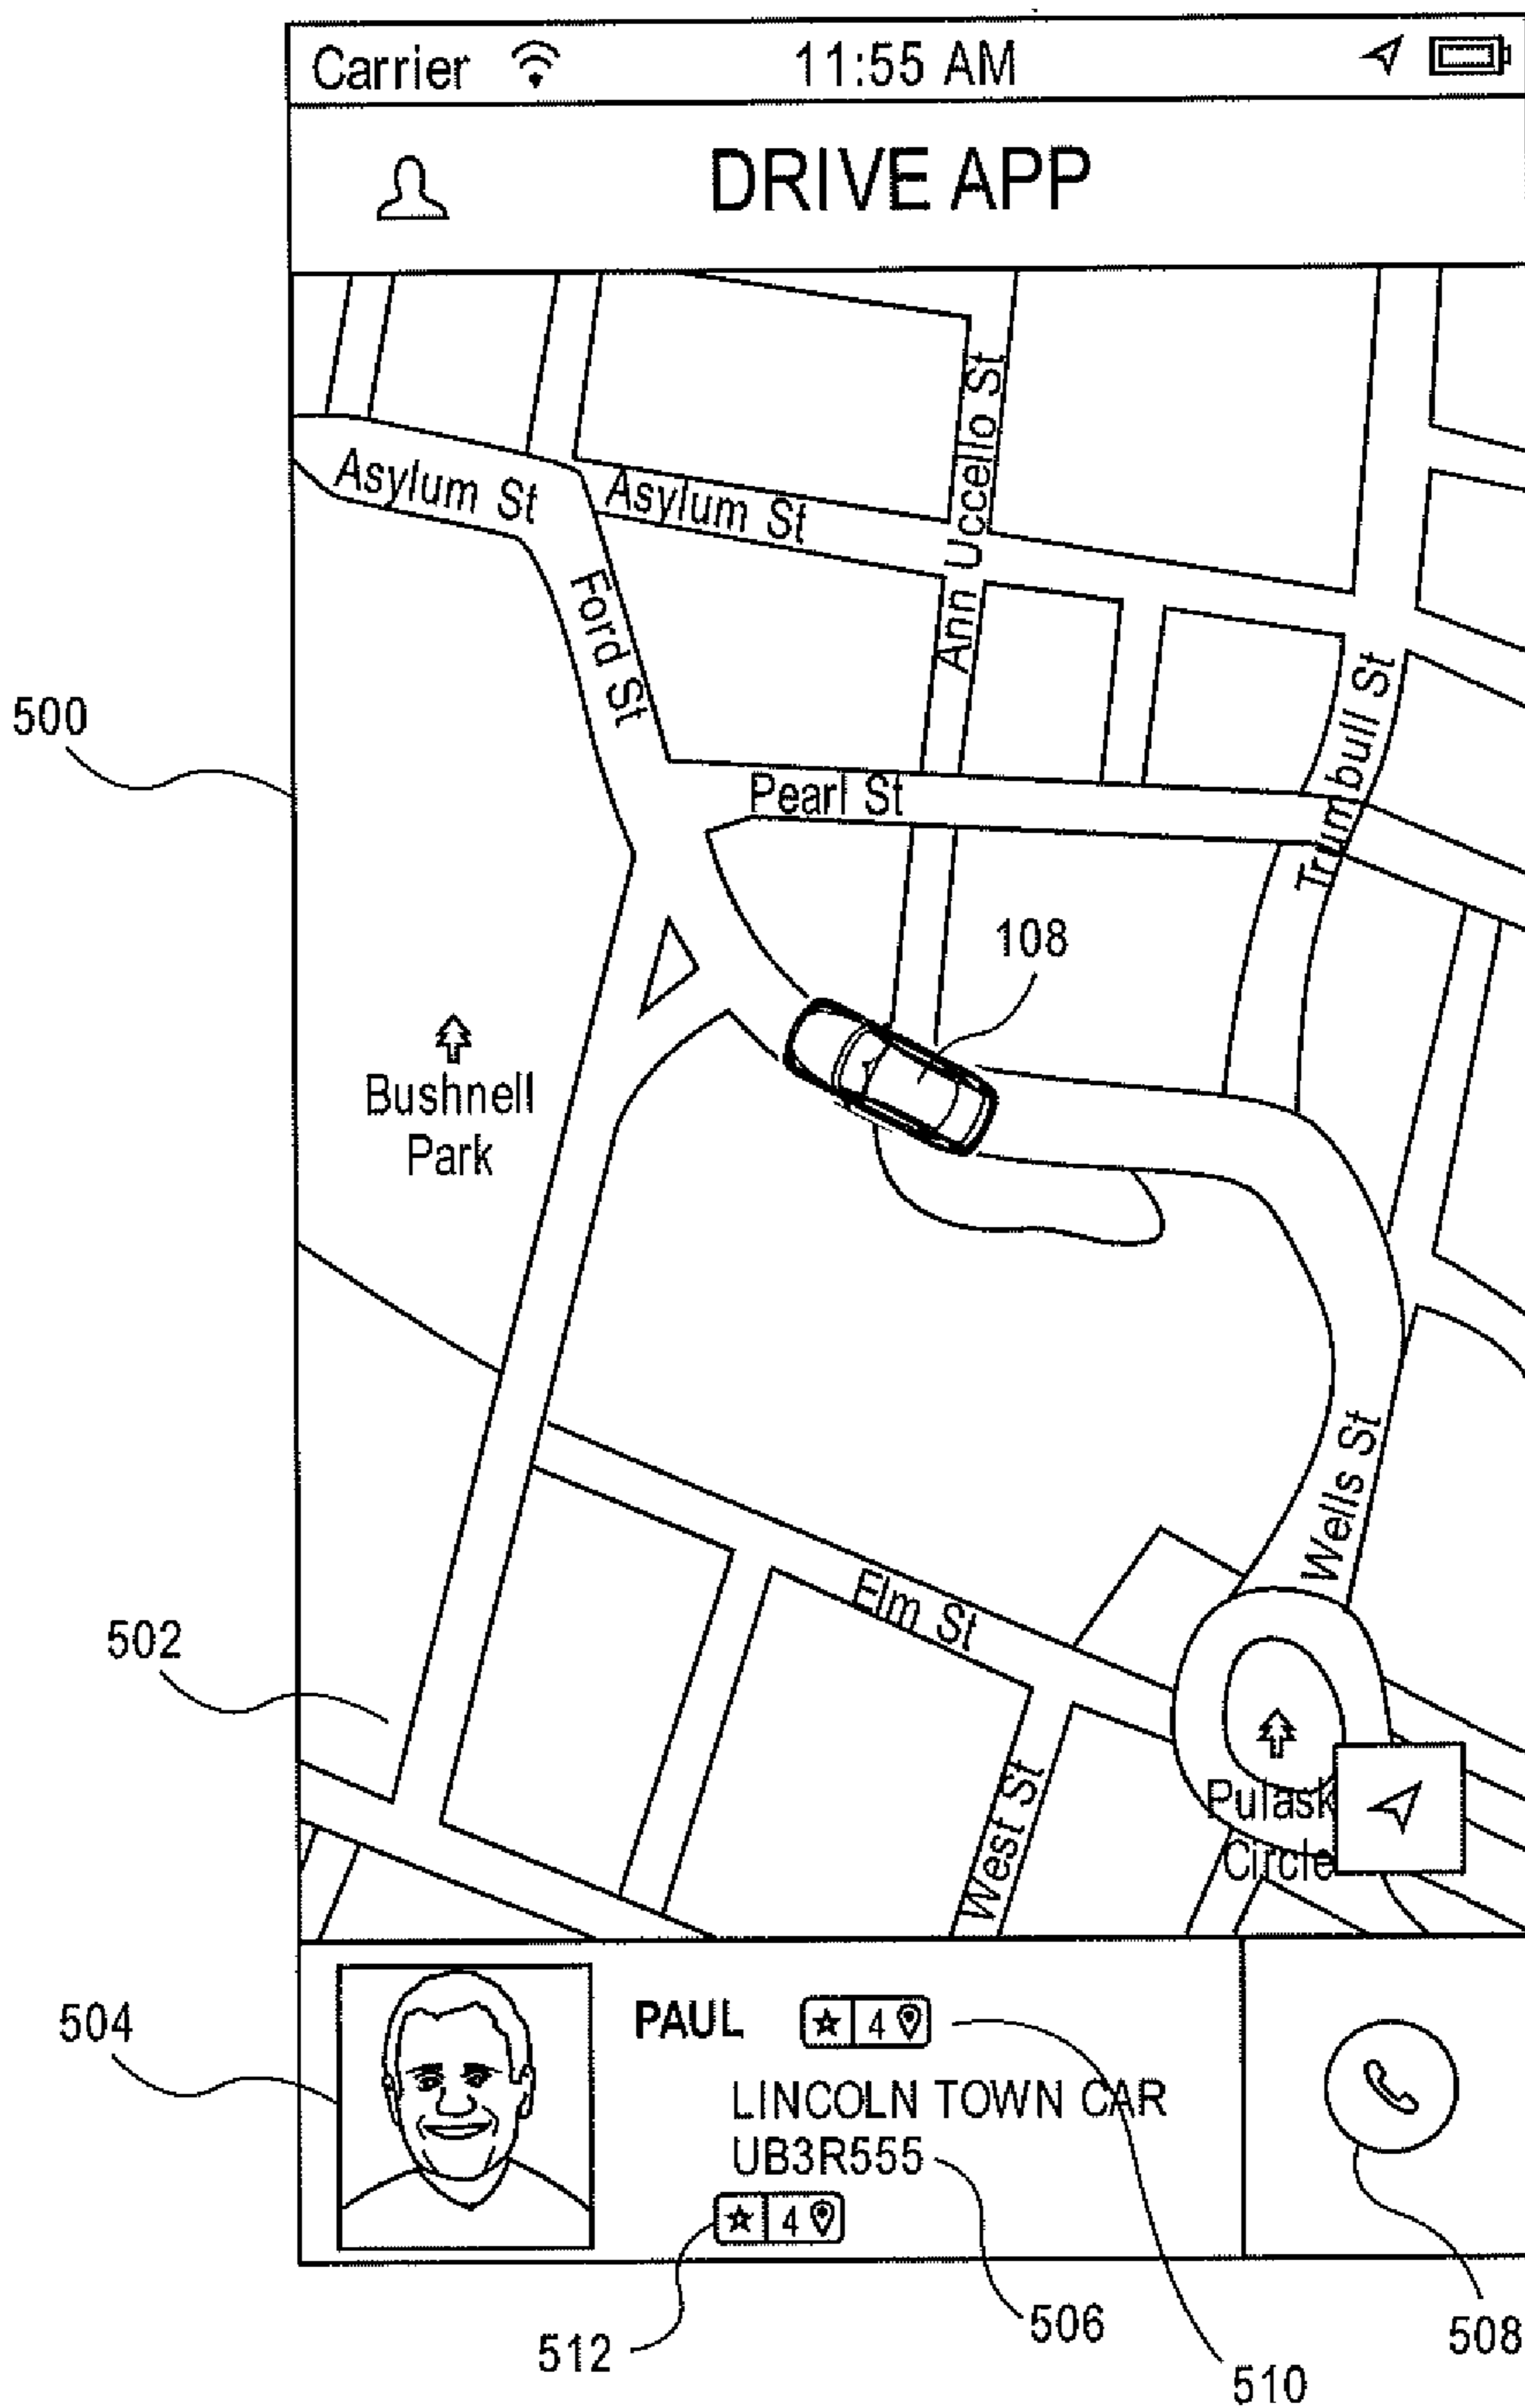 Carrier 11:55 AM
DRIVE APP
Asylum St
Asylum St
Ann Uccello St
Ford St
Trumbull St
500
Pearl St
108
Bushnell
Park
Wells St
Elm St
502
West St
Pulask
Circle
504
PAUL 4
LINCOLN TOWN CAR
UB3R555
4
512
506
508
510